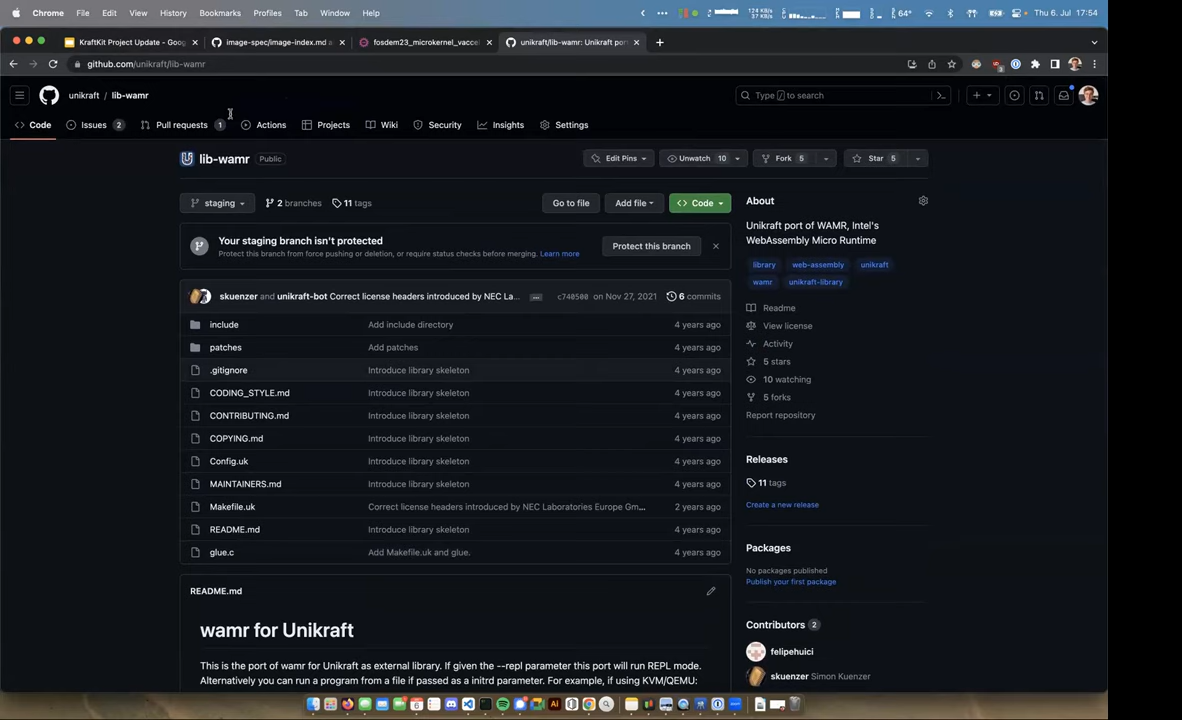 Chrome File Edit View History Bookmarks Profiles Tab Window Help
124 KB/s
37 KB/s
64° Thu 6. Jul 17:54
KraftKit Project Update - Goog
image-spec/image-index.md at
fosdem23_microkernel_vaccel
unikraft/lib-wamr: Unikraft por
github.com/unikraft/lib-wamr
unikraft / lib-wamr
Type / to search
Code
Issues 2
Pull requests 1
Actions
Projects
Wiki
Security
Insights
Settings
lib-wamr Public
Edit Pins
Unwatch 10
Fork 5
Star 5
staging
2 branches
11 tags
Go to file
Add file
Code
Your staging branch isn't protected
Protect this branch from force pushing or deletion, or require status checks before merging. Learn more
Protect this branch
skuenzer and unikraft-bot Correct license headers introduced by NEC La... ... c740500 on Nov 27, 2021 6 commits
include Add include directory 4 years ago
patches Add patches 4 years ago
.gitignore Introduce library skeleton 4 years ago
CODING_STYLE.md Introduce library skeleton 4 years ago
CONTRIBUTING.md Introduce library skeleton 4 years ago
COPYING.md Introduce library skeleton 4 years ago
Config.uk Introduce library skeleton 4 years ago
MAINTAINERS.md Introduce library skeleton 4 years ago
Makefile.uk Correct license headers introduced by NEC Laboratories Europe Gm... 2 years ago
README.md Introduce library skeleton 4 years ago
glue.c Add Makefile.uk and glue. 4 years ago
README.md
wamr for Unikraft
This is the port of wamr for Unikraft as external library. If given the --repl parameter this port will run REPL mode.
Alternatively you can run a program from a file if passed as a initrd parameter. For example, if using KVM/QEMU:
About
Unikraft port of WAMR, Intel's
WebAssembly Micro Runtime
library web-assembly unikraft
wamr unikraft-library
Readme
View license
Activity
5 stars
10 watching
5 forks
Report repository
Releases
11 tags
Create a new release
Packages
No packages published
Publish your first package
Contributors 2
felipehuici
skuenzer Simon Kuenzer